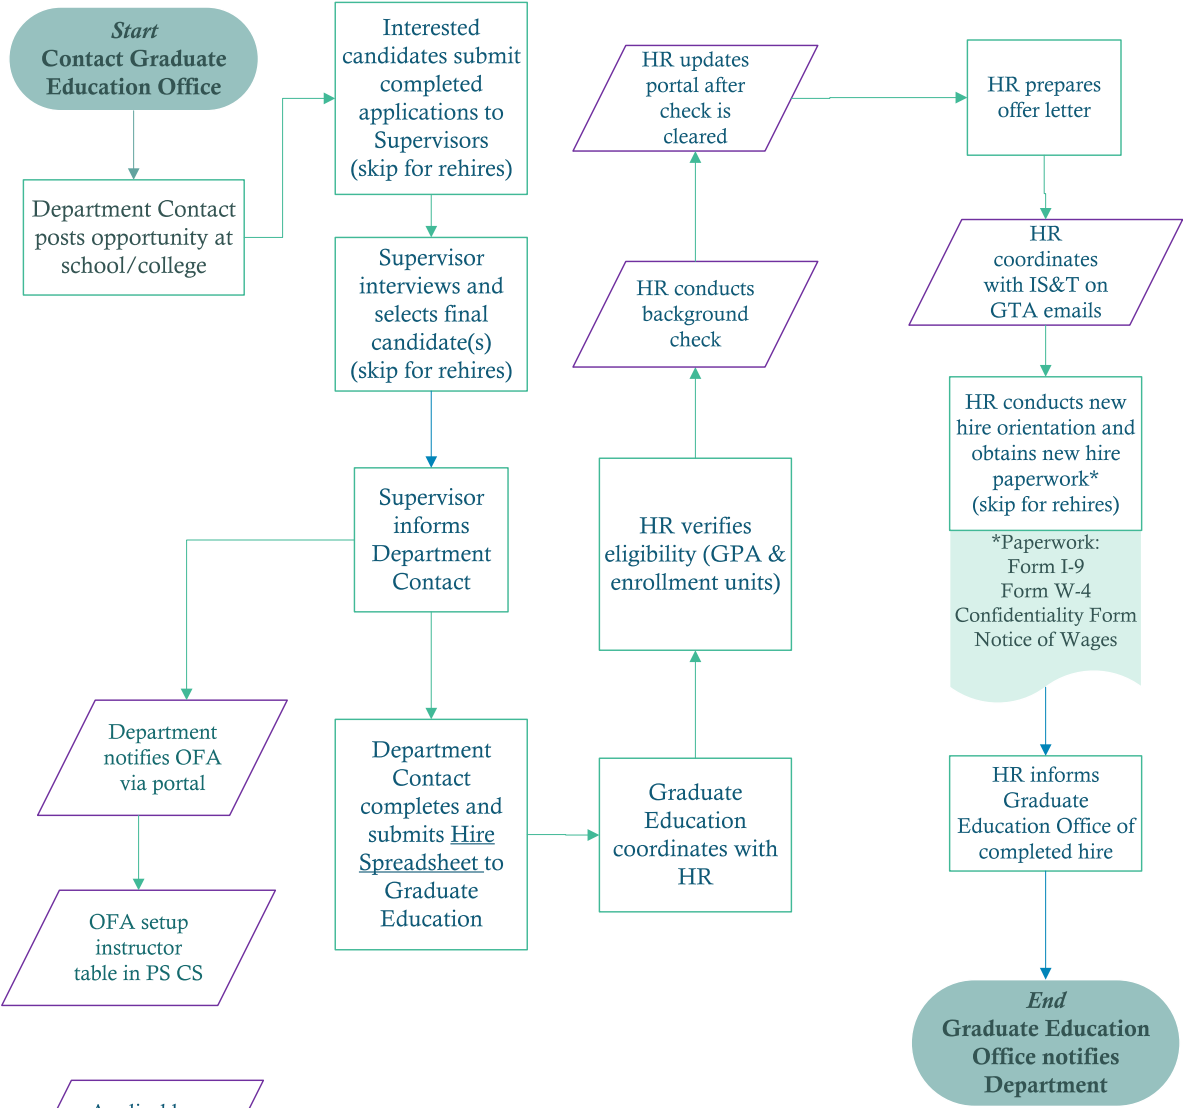 Start
Contact Graduate
Education Office
Department Contact
posts opportunity at
school/college
Interested
candidates submit
completed
applications to
Supervisors
(skip for rehires)
Supervisor
interviews and
selects final
candidate(s)
(skip for rehires)
Supervisor
informs
Department
Contact
Department
notifies OFA
via portal
OFA setup
instructor
table in PS CS
Department
Contact
completes and
submits Hire
Spreadsheet to
Graduate
Education
Graduate
Education
coordinates with
HR
HR verifies
eligibility (GPA &
enrollment units)
HR conducts
background
check
HR updates
portal after
check is
cleared
HR prepares
offer letter
HR
coordinates
with IS&T on
GTA emails
HR conducts new
hire orientation and
obtains new hire
paperwork*
(skip for rehires)
*Paperwork:
Form I-9
Form W-4
Confidentiality Form
Notice of Wages
HR informs
Graduate
Education Office of
completed hire
End
Graduate Education
Office notifies
Department